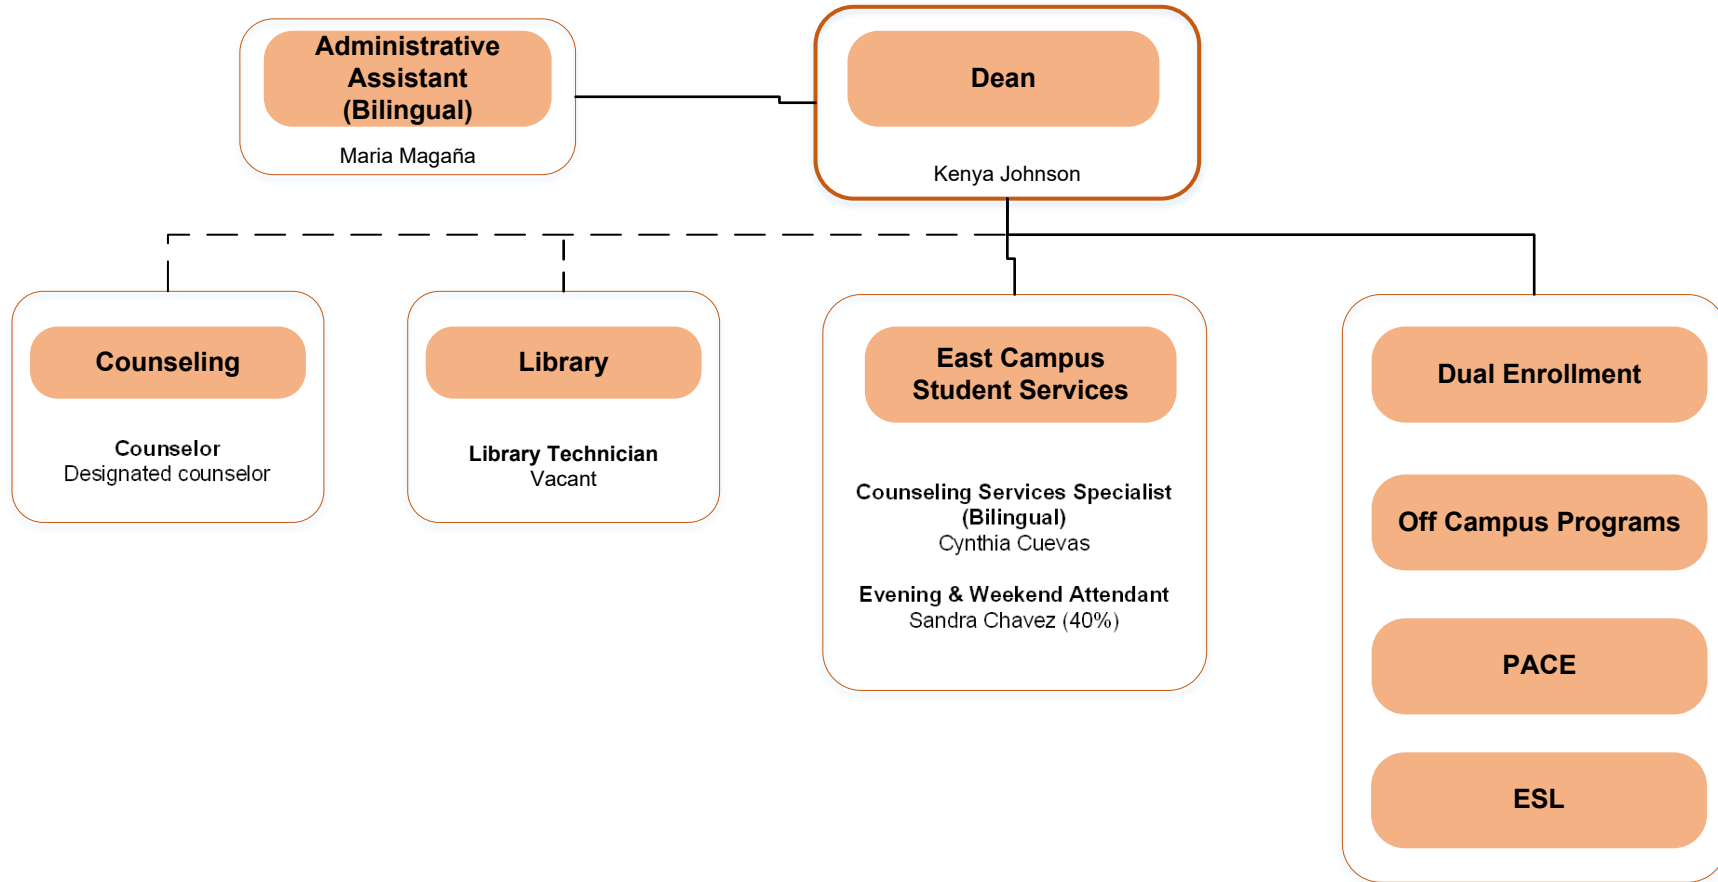 Administrative
Assistant
(Bilingual)
Maria Magaña
Dean
Kenya Johnson
Counseling
Counselor
Designated counselor
Library
Library Technician
Vacant
East Campus
Student Services
Counseling Services Specialist
(Bilingual)
Cynthia Cuevas
Evening & Weekend Attendant
Sandra Chavez (40%)
Dual Enrollment
Off Campus Programs
PACE
ESL